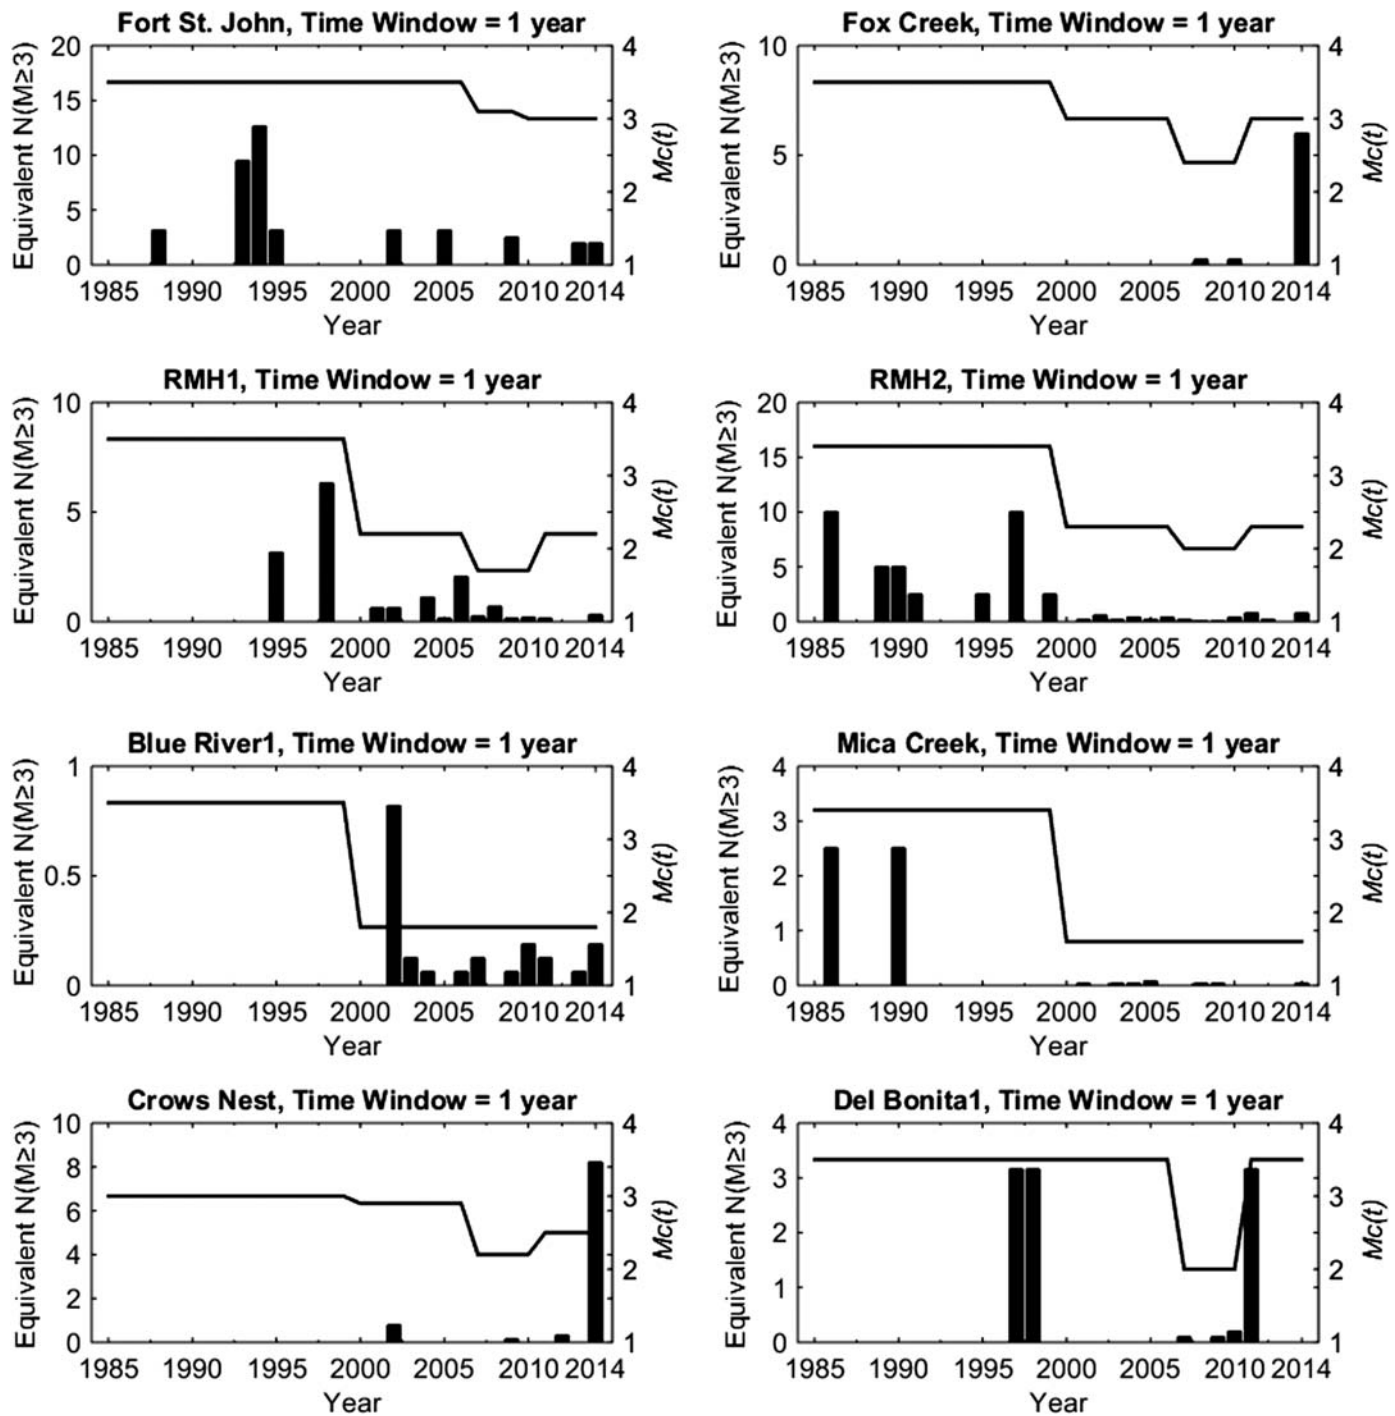 Fort St. John, Time Window = 1 year
Equivalent N(M≥3)
20
15
10
5
0
4
3
2
1
Mc(t)
1985 1990 1995 2000 2005 2010 2014
Year
Fox Creek, Time Window = 1 year
Equivalent N(M≥3)
10
5
0
4
3
2
1
Mc(t)
1985 1990 1995 2000 2005 2010 2014
Year
RMH1, Time Window = 1 year
Equivalent N(M≥3)
10
5
0
4
3
2
1
Mc(t)
1985 1990 1995 2000 2005 2010 2014
Year
RMH2, Time Window = 1 year
Equivalent N(M≥3)
20
15
10
5
0
4
3
2
1
Mc(t)
1985 1990 1995 2000 2005 2010 2014
Year
Blue River1, Time Window = 1 year
Equivalent N(M≥3)
1
0.5
0
4
3
2
1
Mc(t)
1985 1990 1995 2000 2005 2010 2014
Year
Mica Creek, Time Window = 1 year
Equivalent N(M≥3)
4
3
2
1
0
4
3
2
1
Mc(t)
1985 1990 1995 2000 2005 2010 2014
Year
Crows Nest, Time Window = 1 year
Equivalent N(M≥3)
10
8
6
4
2
0
4
3
2
1
Mc(t)
1985 1990 1995 2000 2005 2010 2014
Year
Del Bonita1, Time Window = 1 year
Equivalent N(M≥3)
4
3
2
1
0
4
3
2
1
Mc(t)
1985 1990 1995 2000 2005 2010 2014
Year